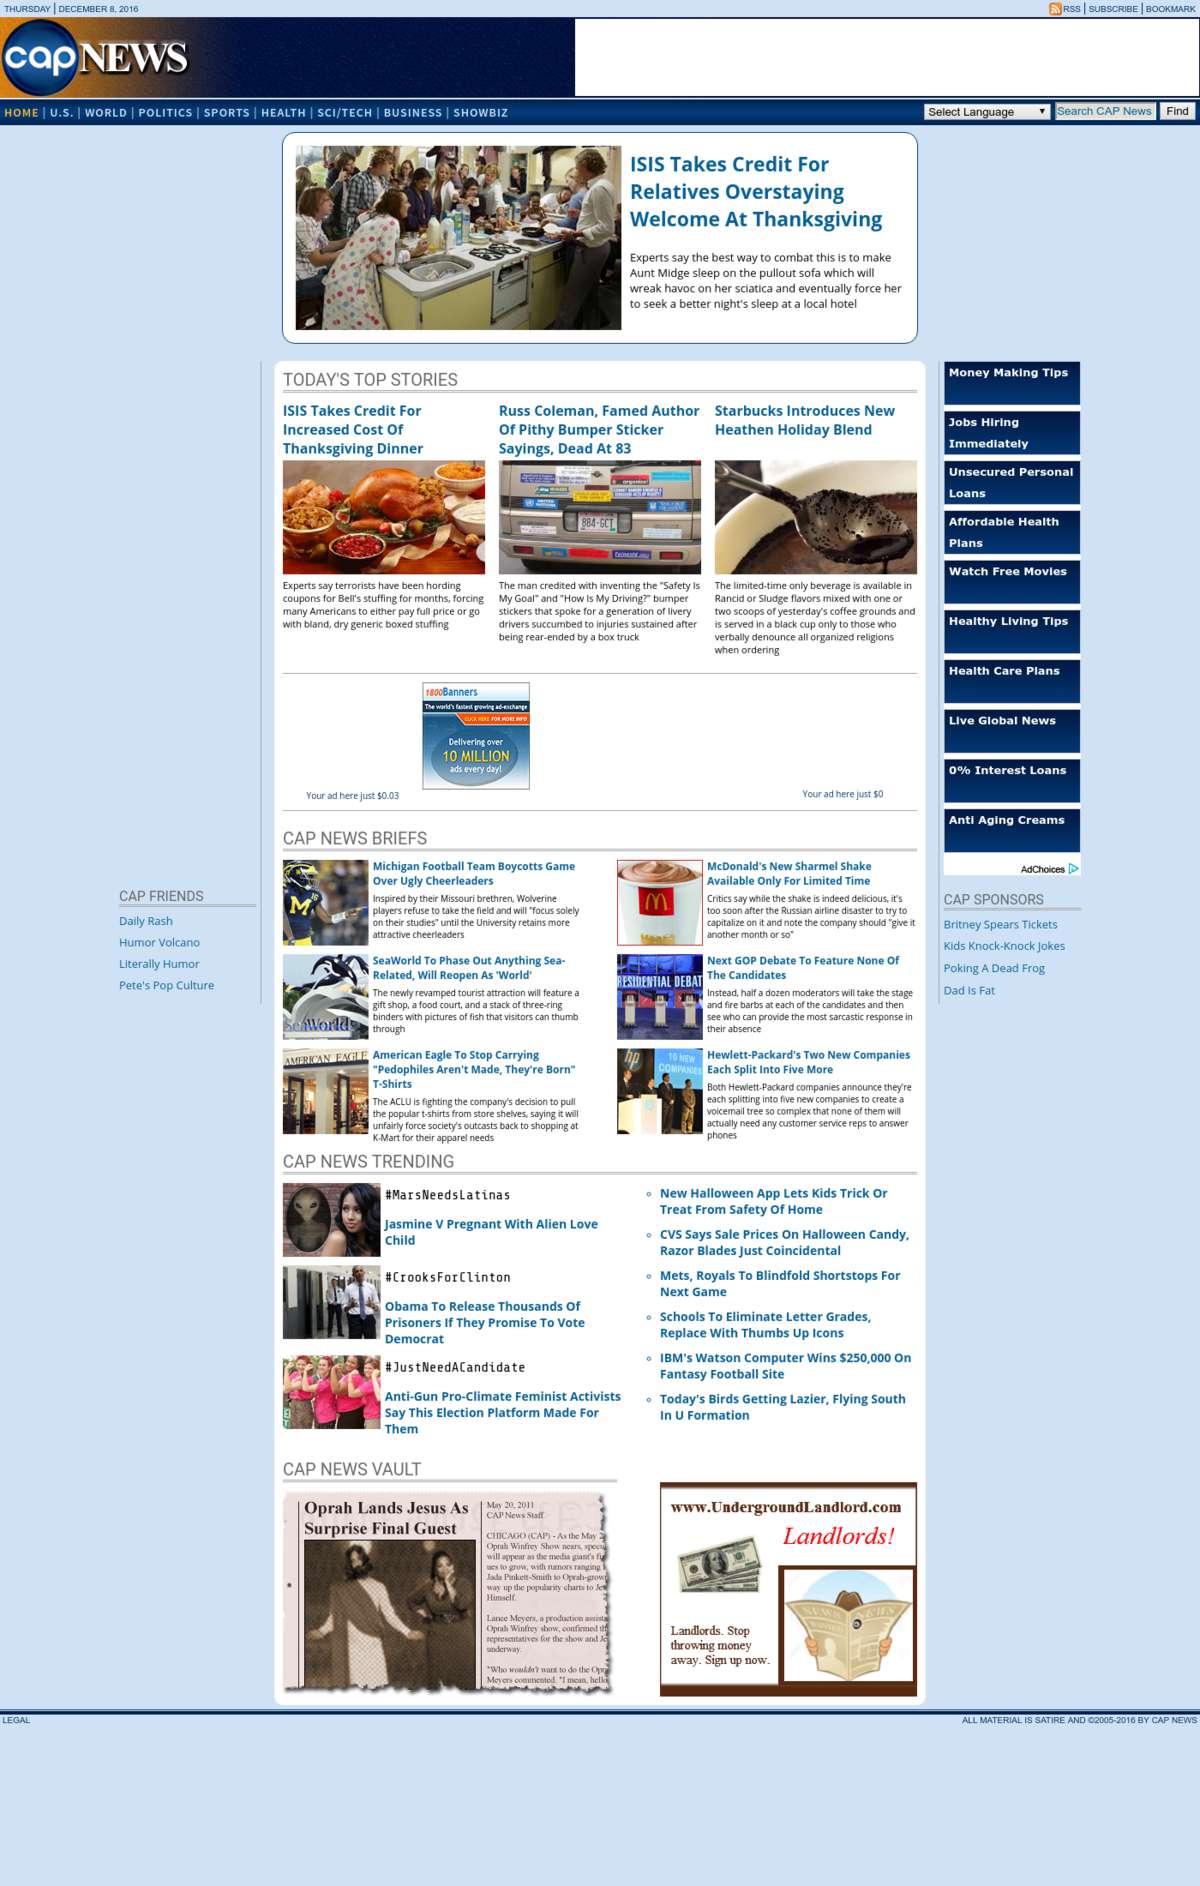 THURSDAY | DECEMBER 8, 2016
RSS | SUBSCRIBE | BOOKMARK
cap NEWS
HOME | U.S. | WORLD | POLITICS | SPORTS | HEALTH | SCI/TECH | BUSINESS | SHOWBIZ
Select Language
Search CAP News
Find
ISIS Takes Credit For
Relatives Overstaying
Welcome At Thanksgiving
Experts say the best way to combat this is to make
Aunt Midge sleep on the pullout sofa which will
wreak havoc on her sciatica and eventually force her
to seek a better night's sleep at a local hotel
TODAY'S TOP STORIES
ISIS Takes Credit For
Increased Cost Of
Thanksgiving Dinner
Experts say terrorists have been hording
coupons for Bell's stuffing for months, forcing
many Americans to either pay full price or go
with bland, dry generic boxed stuffing
Russ Coleman, Famed Author
Of Pithy Bumper Sticker
Sayings, Dead At 83
884-GCT
The man credited with inventing the "Safety Is
My Goal" and "How Is My Driving?" bumper
stickers that spoke for a generation of livery
drivers succumbed to injuries sustained after
being rear-ended by a box truck
Starbucks Introduces New
Heathen Holiday Blend
The limited-time only beverage is available in
Rancid or Sludge flavors mixed with one or
two scoops of yesterday's coffee grounds and
is served in a black cup only to those who
verbally denounce all organized religions
when ordering
1800Banners
The world's fastest growing ad-exchange
CLICK HERE FOR MORE INFO
Delivering over
10 MILLION
ads every day!
Your ad here just $0.03
Your ad here just $0
Money Making Tips
Jobs Hiring
Immediately
Unsecured Personal
Loans
Affordable Health
Plans
Watch Free Movies
Healthy Living Tips
Health Care Plans
Live Global News
0% Interest Loans
Anti Aging Creams
AdChoices
CAP FRIENDS
Daily Rash
Humor Volcano
Literally Humor
Pete's Pop Culture
CAP SPONSORS
Britney Spears Tickets
Kids Knock-Knock Jokes
Poking A Dead Frog
Dad Is Fat
CAP NEWS BRIEFS
M
16
Michigan Football Team Boycotts Game
Over Ugly Cheerleaders
Inspired by their Missouri brethren, Wolverine
players refuse to take the field and will "focus solely
on their studies" until the University retains more
attractive cheerleaders
McDonald's New Sharmel Shake
Available Only For Limited Time
Critics say while the shake is indeed delicious, it's
too soon after the Russian airline disaster to try to
capitalize on it and note the company should "give it
another month or so"
SeaWorld
SeaWorld To Phase Out Anything Sea-
Related, Will Reopen As 'World'
The newly revamped tourist attraction will feature a
gift shop, a food court, and a stack of three-ring
binders with pictures of fish that visitors can thumb
through
RESIDENTIAL DEBAT
Next GOP Debate To Feature None Of
The Candidates
Instead, half a dozen moderators will take the stage
and fire barbs at each of the candidates and then
see who can provide the most sarcastic response in
their absence
AMERICAN EAGLE
American Eagle To Stop Carrying
"Pedophiles Aren't Made, They're Born"
T-Shirts
The ACLU is fighting the company's decision to pull
the popular t-shirts from store shelves, saying it will
unfairly force society's outcasts back to shopping at
K-Mart for their apparel needs
hp
10 NEW
COMPANIES
Hewlett-Packard's Two New Companies
Each Split Into Five More
Both Hewlett-Packard companies announce they're
each splitting into five new companies to create a
voicemail tree so complex that none of them will
actually need any customer service reps to answer
phones
CAP NEWS TRENDING
#MarsNeedsLatinas
Jasmine V Pregnant With Alien Love
Child
#CrooksForClinton
Obama To Release Thousands Of
Prisoners If They Promise To Vote
Democrat
#JustNeedACandidate
Anti-Gun Pro-Climate Feminist Activists
Say This Election Platform Made For
Them
New Halloween App Lets Kids Trick Or
Treat From Safety Of Home
CVS Says Sale Prices On Halloween Candy,
Razor Blades Just Coincidental
Mets, Royals To Blindfold Shortstops For
Next Game
Schools To Eliminate Letter Grades,
Replace With Thumbs Up Icons
IBM's Watson Computer Wins $250,000 On
Fantasy Football Site
Today's Birds Getting Lazier, Flying South
In U Formation
CAP NEWS VAULT
Oprah Lands Jesus As
Surprise Final Guest
May 20, 2011
CAP News Staff
CHICAGO (CAP) - As the May 2
Oprah Winfrey Show nears, specu
will appear as the media giant's fi
ues to grow, with rumors ranging
Jada Pinkett-Smith to Oprah-grow
way up the popularity charts to Je
Himself.
Lance Meyers, a production assist
Oprah Winfrey show, confirmed th
representatives for the show and Je
underway.
"Who wouldn't want to do the Opr
Meyers commented. "I mean, hello
www.UndergroundLandlord.com
Landlords!
NEWS NEWS
Landlords. Stop
throwing money
away. Sign up now.
LEGAL
ALL MATERIAL IS SATIRE AND ©2005-2016 BY CAP NEWS